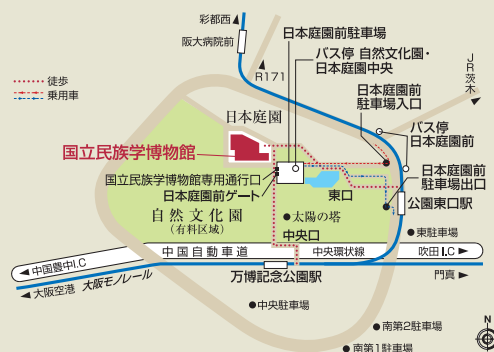 彩都西
阪大病院前
日本庭園前駐車場
バス停 自然文化園・
日本庭園中央
R171
JR茨木
徒歩
乗用車
日本庭園前
駐車場入口
日本庭園
バス停
日本庭園前
国立民族学博物館
国立民族学博物館専用通行口
日本庭園前ゲート
日本庭園前
駐車場出口
東口
公園東口駅
自然文化園
(有料区域)
太陽の塔
中央口
東駐車場
中国自動車道
中央環状線
吹田I.C
中国豊中I.C
大阪空港
大阪モノレール
万博記念公園駅
門真
中央駐車場
南第2駐車場
南第1駐車場
N